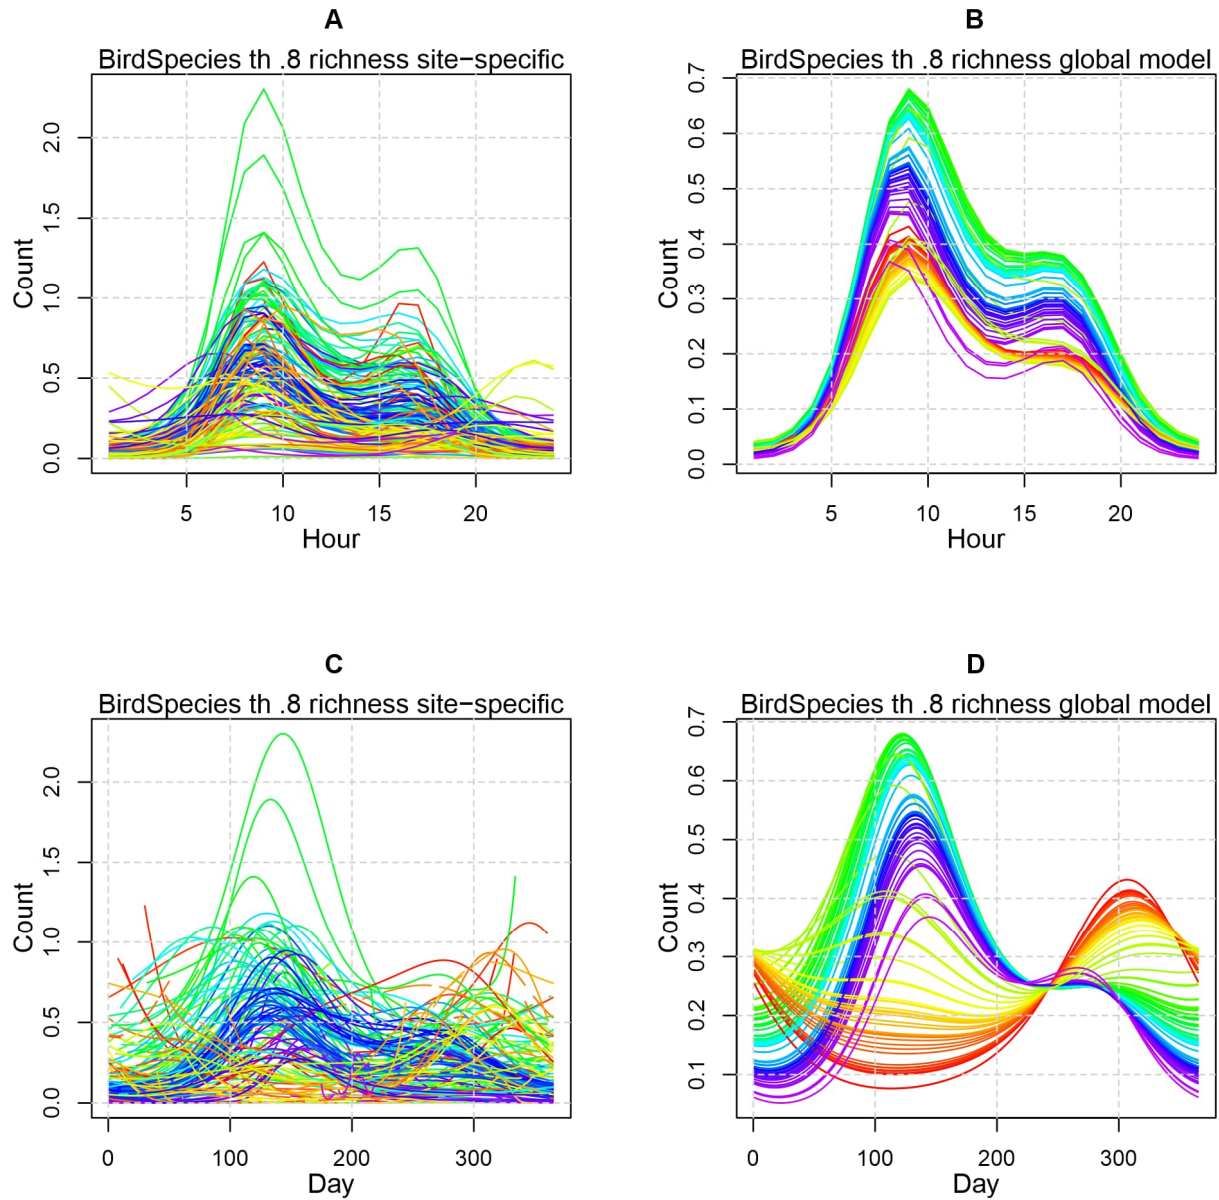 A
BirdSpecies th .8 richness site−specific
Count
0.0 0.5 1.0 1.5 2.0
5 10 15 20
Hour
B
BirdSpecies th .8 richness global model
Count
0.0 0.1 0.2 0.3 0.4 0.5 0.6 0.7
5 10 15 20
Hour
C
BirdSpecies th .8 richness site−specific
Count
0.0 0.5 1.0 1.5 2.0
0 100 200 300
Day
D
BirdSpecies th .8 richness global model
Count
0.1 0.2 0.3 0.4 0.5 0.6 0.7
0 100 200 300
Day